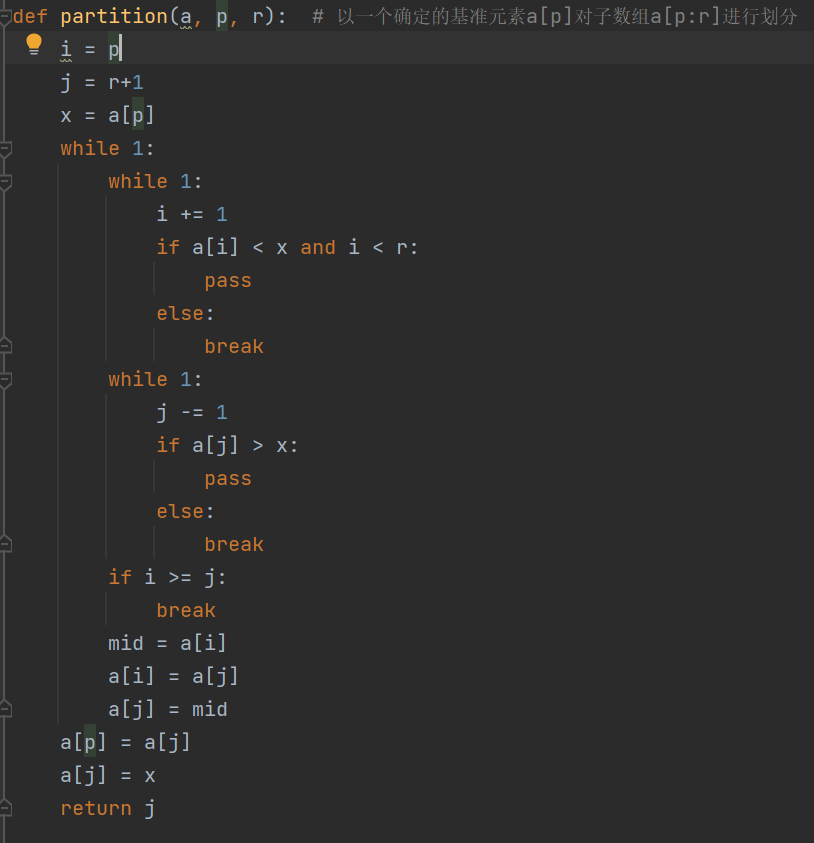 def partition(a, p, r):  # 以一个确定的基准元素a[p]对子数组a[p:r]进行划分
    i = p
    j = r+1
    x = a[p]
    while 1:
        while 1:
            i += 1
            if a[i] < x and i < r:
                pass
            else:
                break
        while 1:
            j -= 1
            if a[j] > x:
                pass
            else:
                break
        if i >= j:
            break
        mid = a[i]
        a[i] = a[j]
        a[j] = mid
    a[p] = a[j]
    a[j] = x
    return j